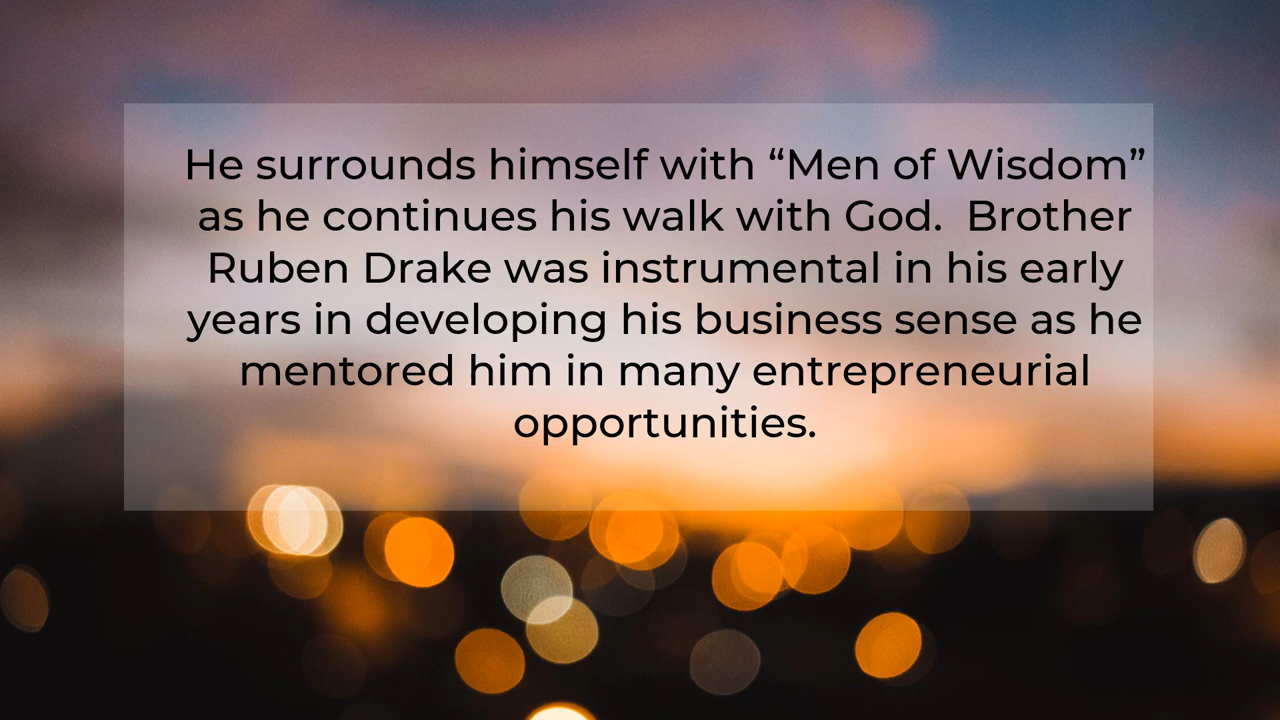 He surrounds himself with “Men of Wisdom”
as he continues his walk with God.  Brother
Ruben Drake was instrumental in his early
years in developing his business sense as he
mentored him in many entrepreneurial
opportunities.